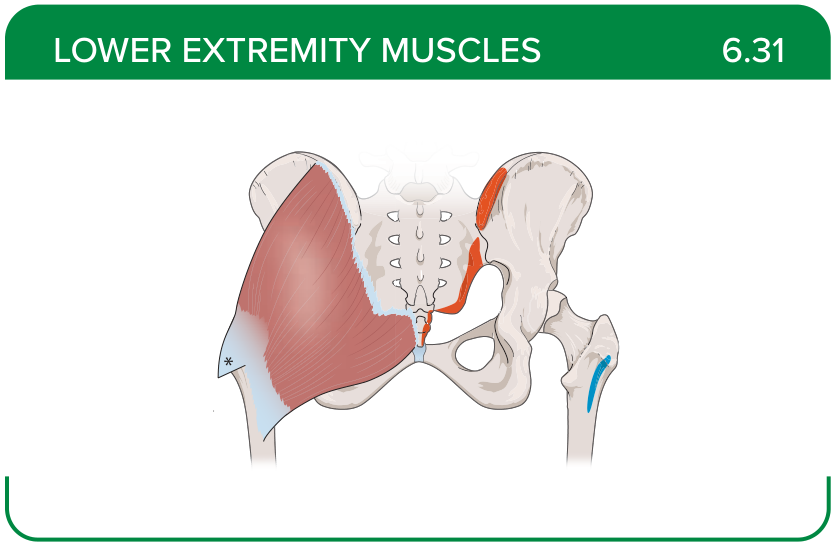 LOWER EXTREMITY MUSCLES 6.31
*